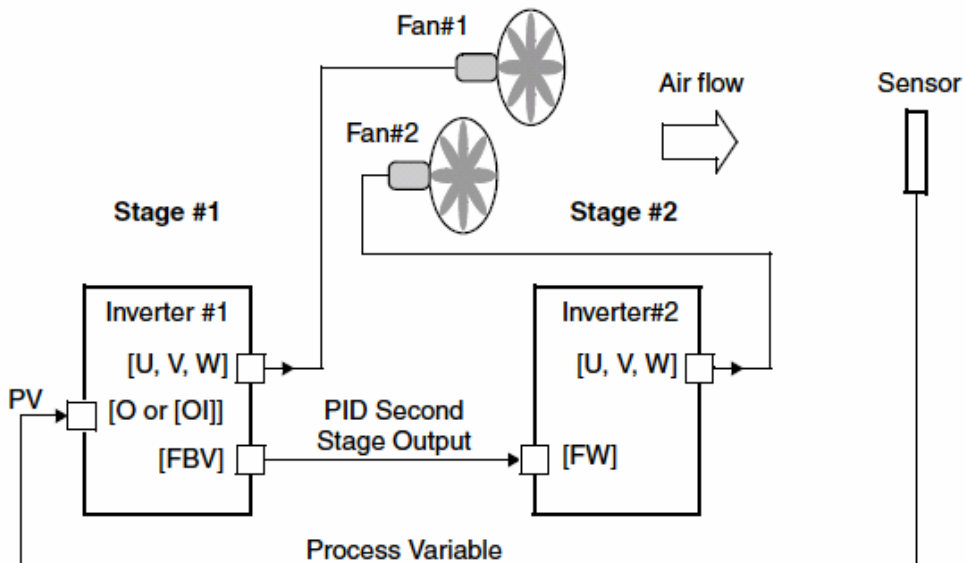 Fan#1
Air flow
Sensor
Fan#2
Stage #1
Stage #2
Inverter #1
Inverter#2
[U, V, W]
[U, V, W]
PV
[O or [OI]]
PID Second
Stage Output
[FBV]
[FW]
Process Variable